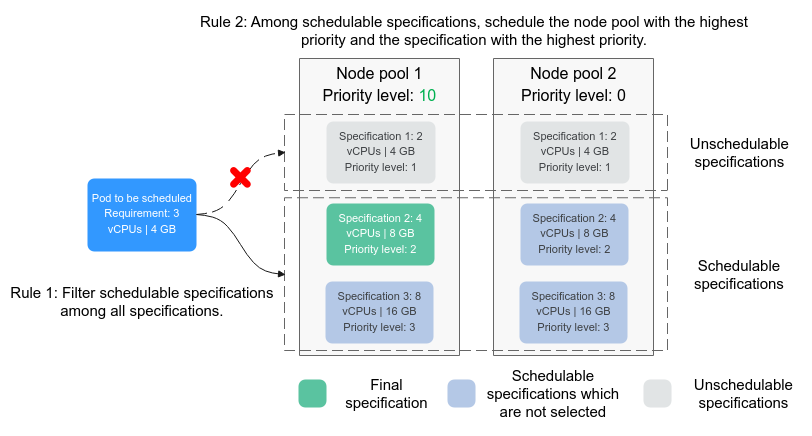 Rule 2: Among schedulable specifications, schedule the node pool with the highest
priority and the specification with the highest priority.
Node pool 1
Priority level: 10
Node pool 2
Priority level: 0
Specification 1: 2
vCPUs | 4 GB
Priority level: 1
Specification 1: 2
vCPUs | 4 GB
Priority level: 1
Unschedulable
specifications
Pod to be scheduled
Requirement: 3
vCPUs | 4 GB
Specification 2: 4
vCPUs | 8 GB
Priority level: 2
Specification 2: 4
vCPUs | 8 GB
Priority level: 2
Schedulable
specifications
Rule 1: Filter schedulable specifications
among all specifications.
Specification 3: 8
vCPUs | 16 GB
Priority level: 3
Specification 3: 8
vCPUs | 16 GB
Priority level: 3
Final
specification
Schedulable
specifications which
are not selected
Unschedulable
specifications